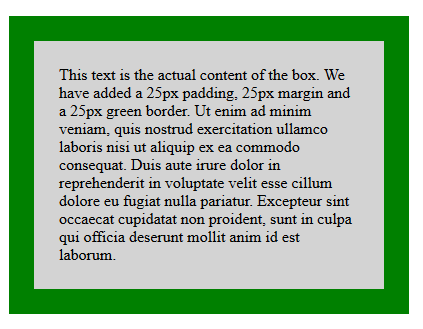 This text is the actual content of the box. We
have added a 25px padding, 25px margin and
a 25px green border. Ut enim ad minim
veniam, quis nostrud exercitation ullamco
laboris nisi ut aliquip ex ea commodo
consequat. Duis aute irure dolor in
reprehenderit in voluptate velit esse cillum
dolore eu fugiat nulla pariatur. Excepteur sint
occaecat cupidatat non proident, sunt in culpa
qui officia deserunt mollit anim id est
laborum.